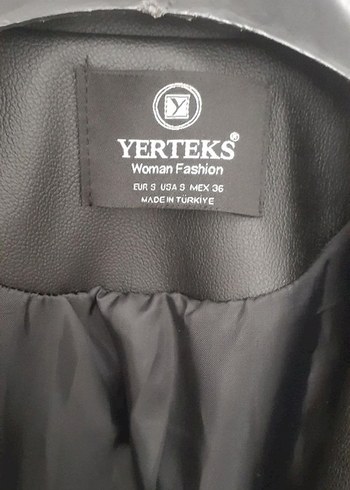 Y
YERTEKS®
Woman Fashion
EUR S USA S MEX 36
MADE IN TÜRKİYE